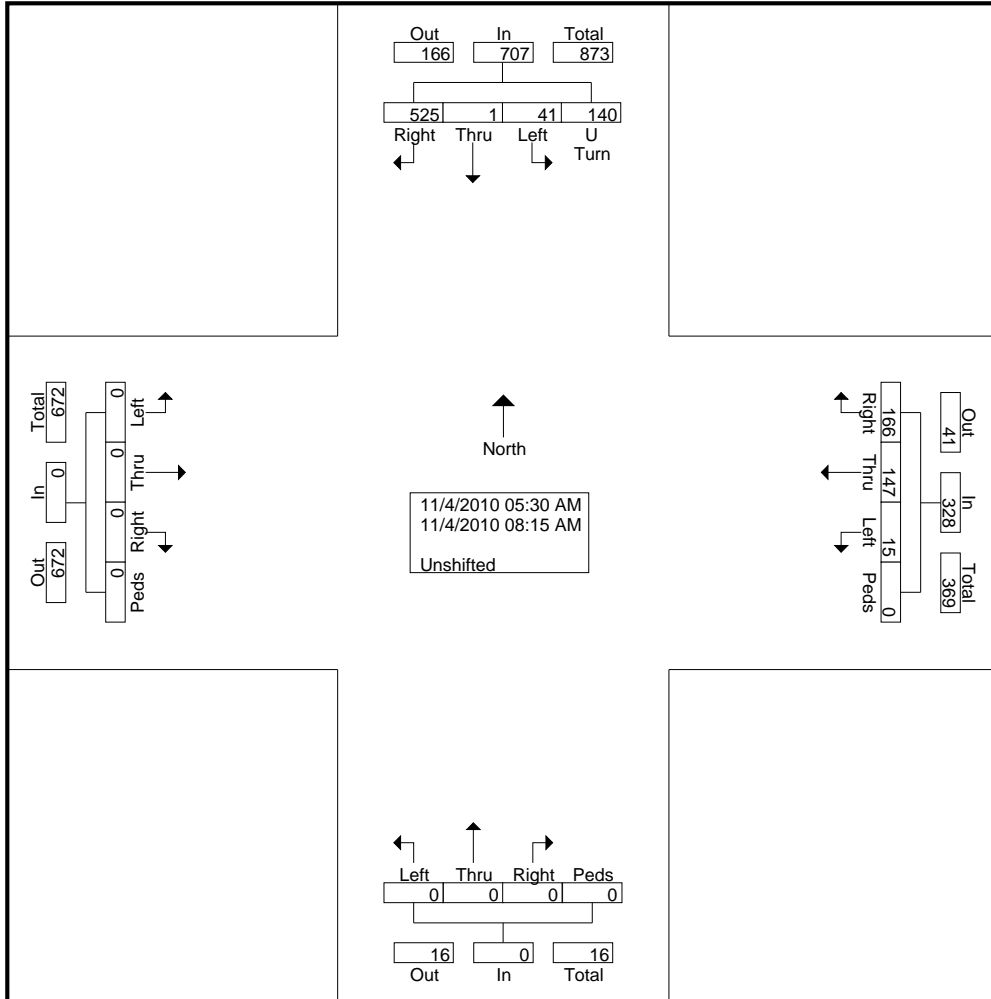 Out In Total
166 707 873
525 1 41 140
Right Thru Left U
Turn
Total In Out
672 0 672
0 0 0 0
Left Thru Right Peds
North
11/4/2010 05:30 AM
11/4/2010 08:15 AM
Unshifted
Out In Total
41 328 369
166 147 15 0
Right Thru Left Peds
Left Thru Right Peds
0 0 0 0
16 0 16
Out In Total